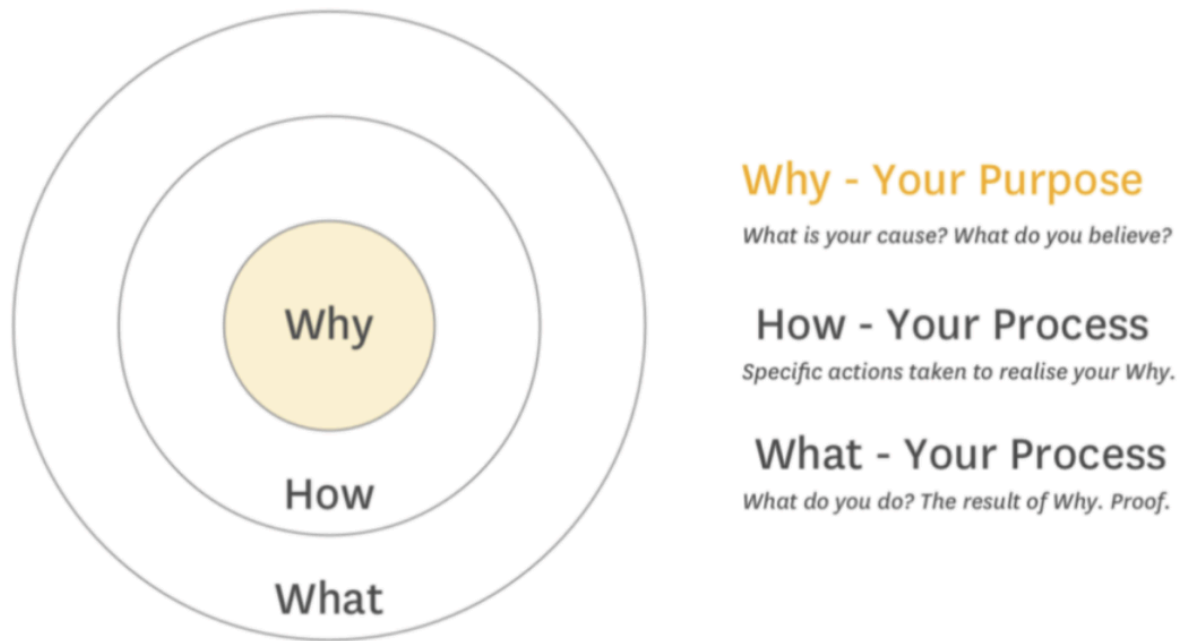 Why
How
What
Why - Your Purpose
What is your cause? What do you believe?
How - Your Process
Specific actions taken to realise your Why.
What - Your Process
What do you do? The result of Why. Proof.